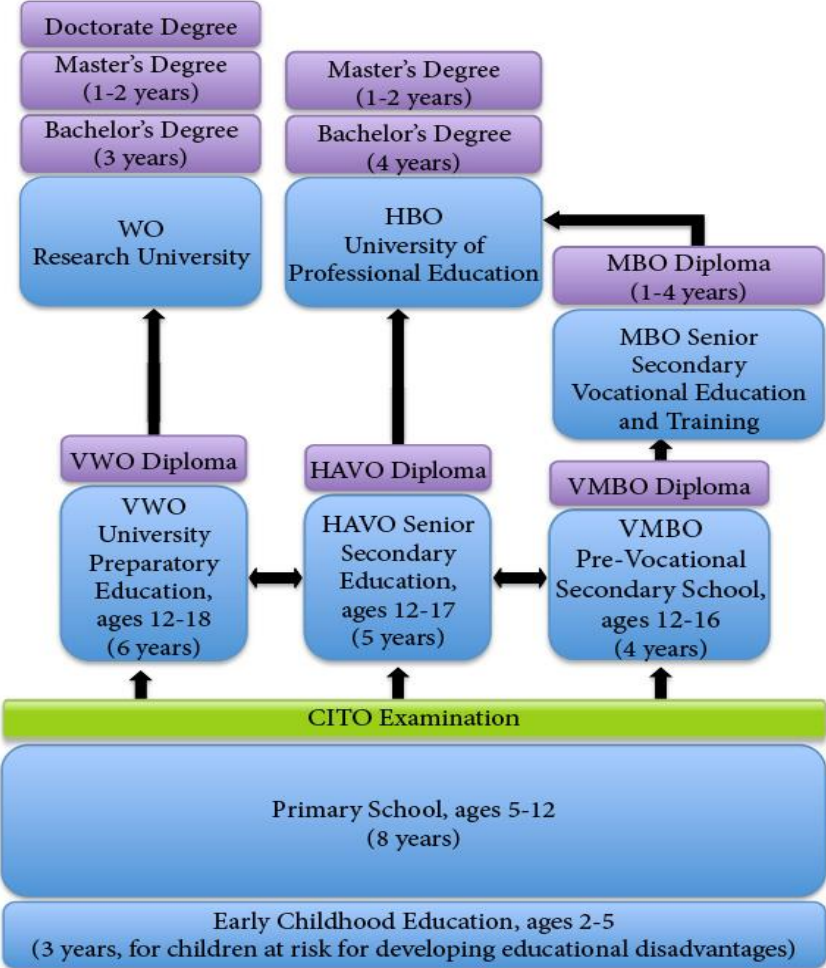 Doctorate Degree
Master’s Degree
(1-2 years)
Bachelor’s Degree
(3 years)
WO
Research University
Master’s Degree
(1-2 years)
Bachelor’s Degree
(4 years)
HBO
University of
Professional Education
MBO Diploma
(1-4 years)
MBO Senior
Secondary
Vocational Education
and Training
VWO Diploma
VWO
University
Preparatory
Education,
ages 12-18
(6 years)
HAVO Diploma
HAVO Senior
Secondary
Education,
ages 12-17
(5 years)
VMBO Diploma
VMBO
Pre-Vocational
Secondary School,
ages 12-16
(4 years)
CITO Examination
Primary School, ages 5-12
(8 years)
Early Childhood Education, ages 2-5
(3 years, for children at risk for developing educational disadvantages)